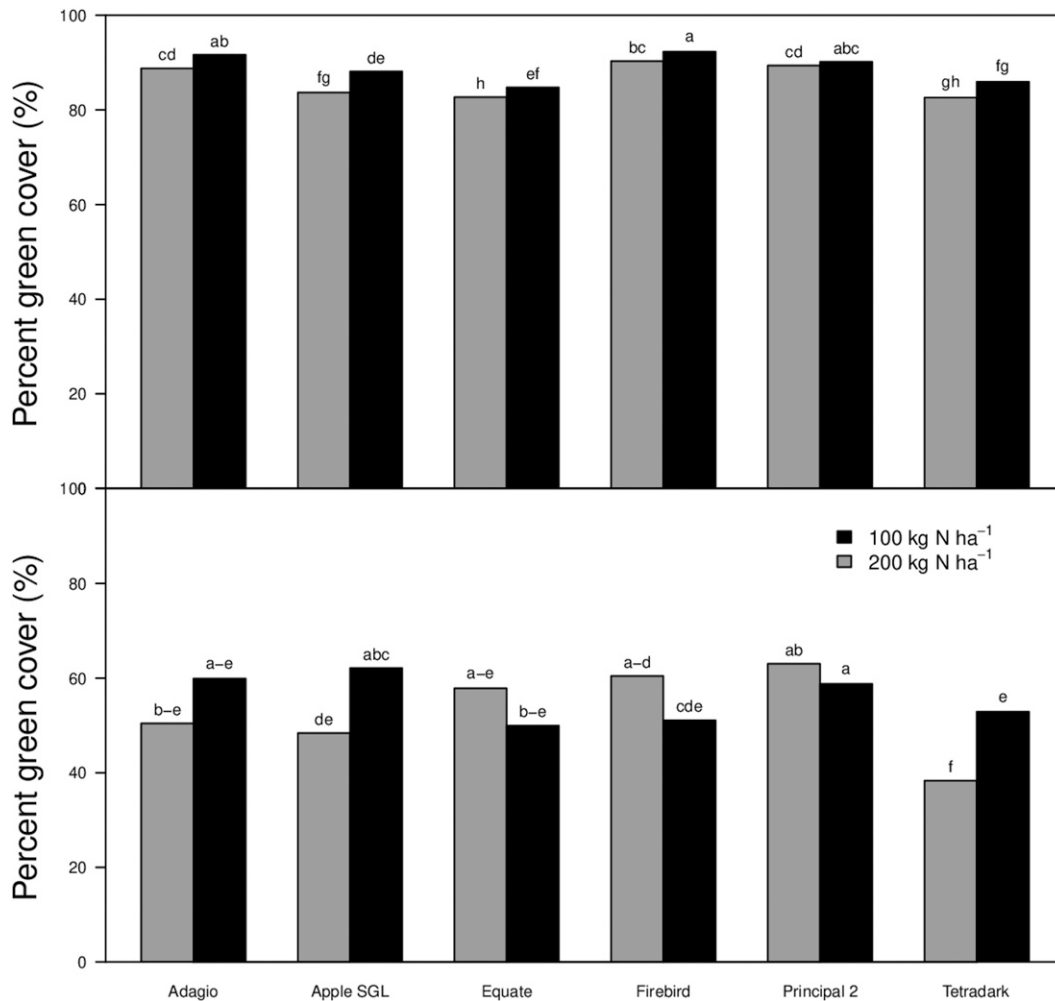 Percent green cover (%)
100
80
60
40
20
0
cd ab fg de h ef bc a cd abc gh fg
Percent green cover (%)
100
80
60
40
20
0
100 kg N ha⁻¹
200 kg N ha⁻¹
b−e a−e de abc a−e b−e a−d cde ab a f e
Adagio Apple SGL Equate Firebird Principal 2 Tetradark